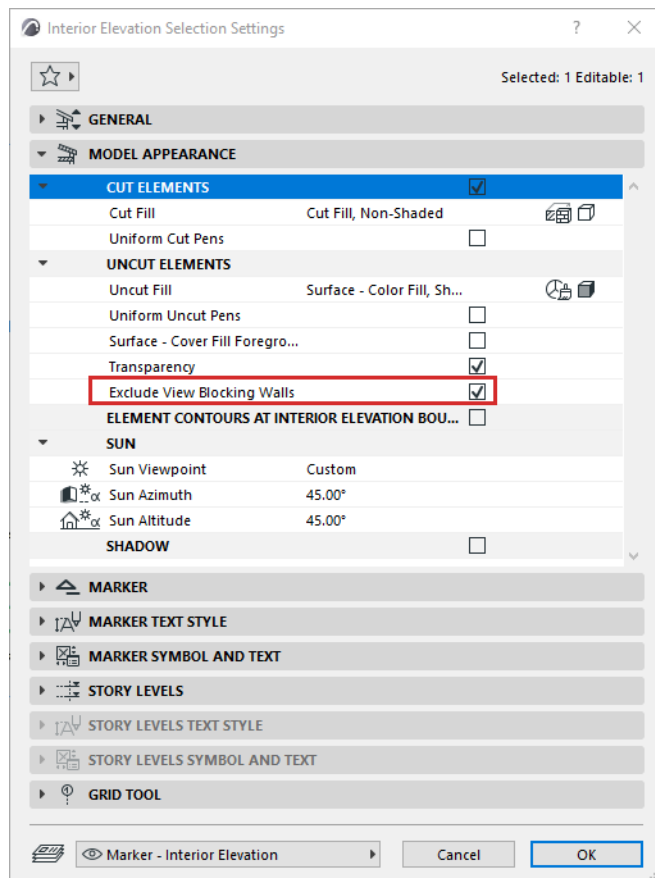 Interior Elevation Selection Settings
Selected: 1 Editable: 1
GENERAL
MODEL APPEARANCE
CUT ELEMENTS
Cut Fill Cut Fill, Non-Shaded
Uniform Cut Pens
UNCUT ELEMENTS
Uncut Fill Surface - Color Fill, Sh...
Uniform Uncut Pens
Surface - Cover Fill Foregro...
Transparency
Exclude View Blocking Walls
ELEMENT CONTOURS AT INTERIOR ELEVATION BOU...
SUN
Sun Viewpoint Custom
Sun Azimuth 45.00°
Sun Altitude 45.00°
SHADOW
MARKER
MARKER TEXT STYLE
MARKER SYMBOL AND TEXT
STORY LEVELS
STORY LEVELS TEXT STYLE
STORY LEVELS SYMBOL AND TEXT
GRID TOOL
Marker - Interior Elevation Cancel OK